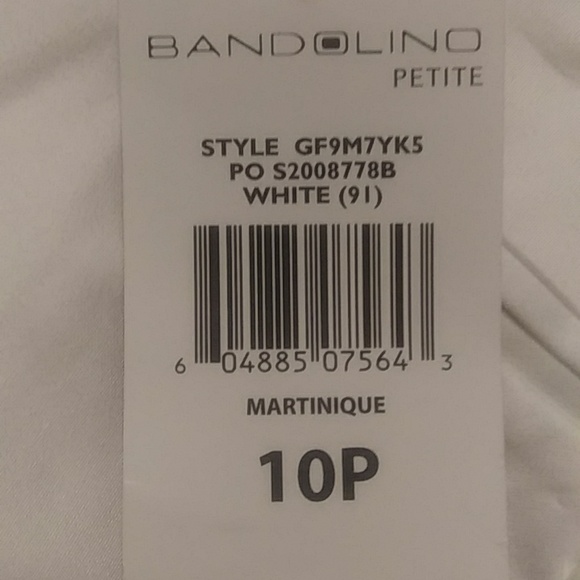 BANDOLINO
PETITE
STYLE GF9M7YK5
PO S2008778B
WHITE (91)
6 04885 07564 3
MARTINIQUE
10P